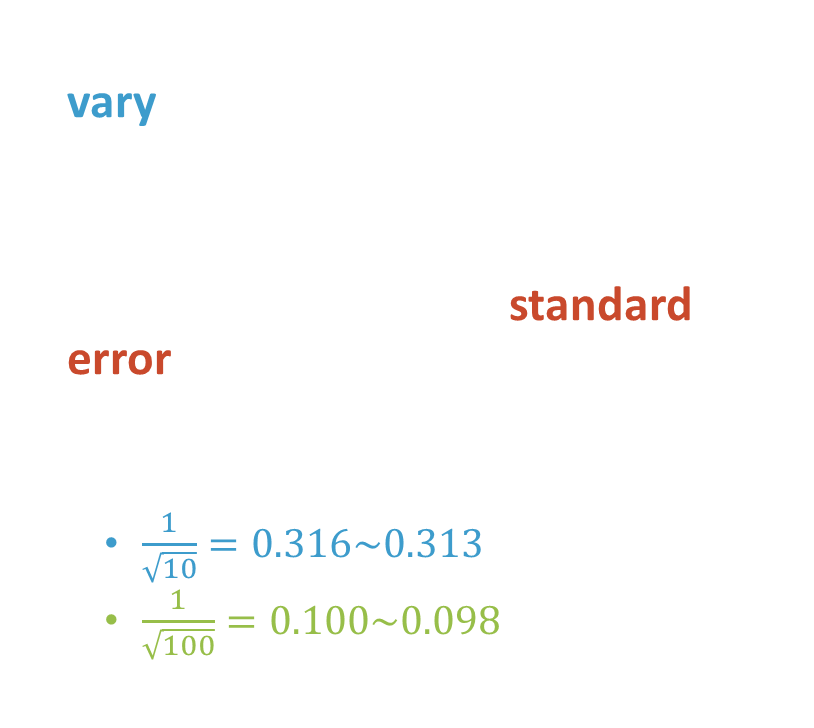 vary
standard
error
• 1/√10 = 0.316~0.313
• 1/√100 = 0.100~0.098